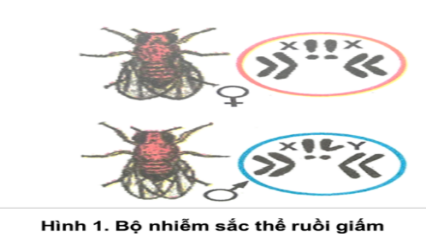 X X
♀
X Y
♂
Hình 1. Bộ nhiễm sắc thể ruồi giấm